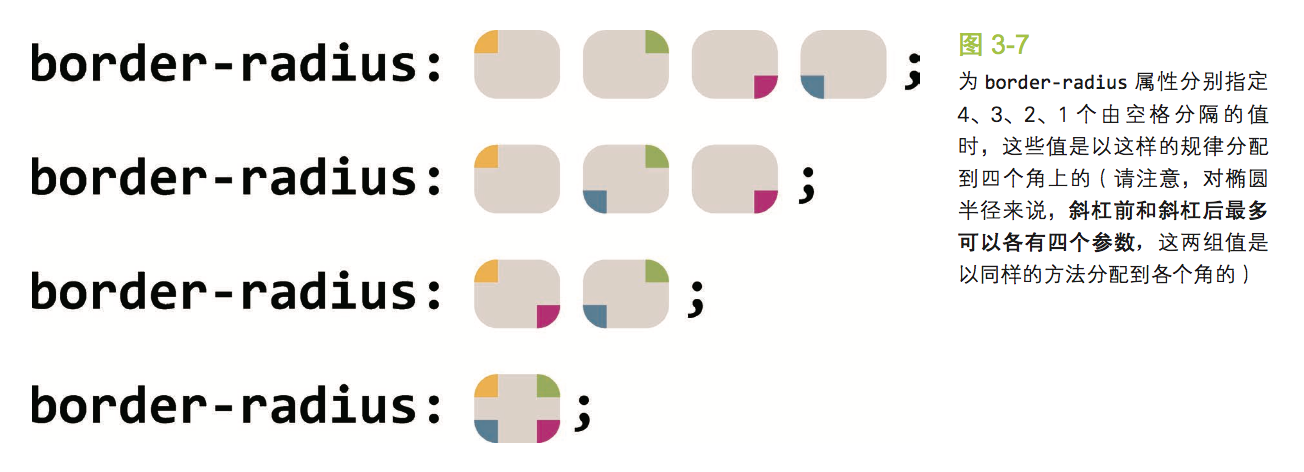 border-radius: ;
border-radius: ;
border-radius: ;
border-radius: ;
图 3-7
为 border-radius 属性分别指定
4、3、2、1 个由空格分隔的值
时，这些值是以这样的规律分配
到四个角上的（请注意，对椭圆
半径来说，斜杠前和斜杠后最多
可以各有四个参数，这两组值是
以同样的方法分配到各个角的）